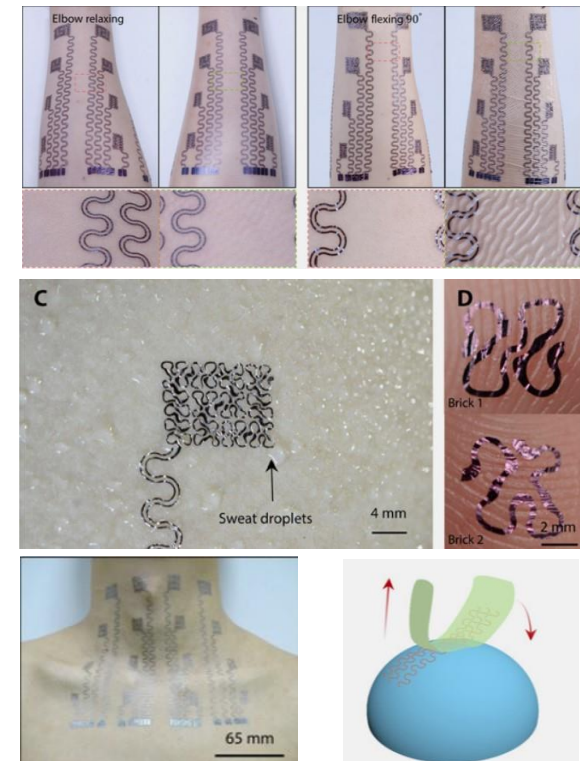 Elbow relaxing
Elbow flexing 90°
C
D
Brick 1
Sweat droplets
4 mm
Brick 2
2 mm
65 mm